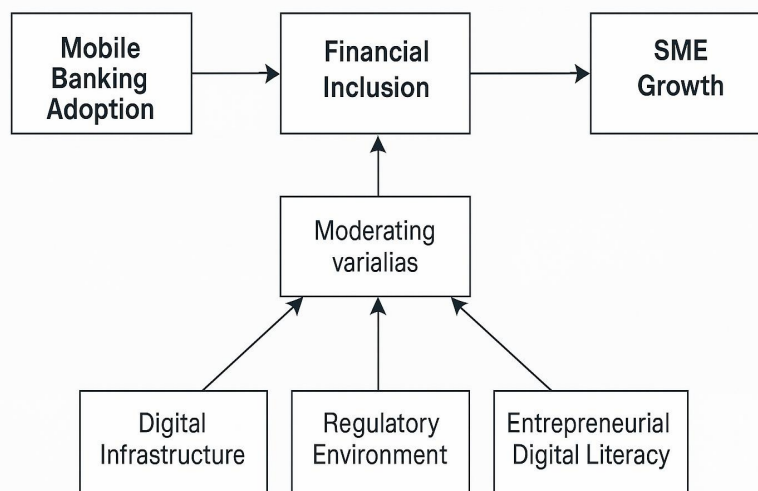 Mobile
Banking
Adoption
Financial
Inclusion
SME
Growth
Moderating
varialias
Digital
Infrastructure
Regulatory
Environment
Entrepreneurial
Digital Literacy